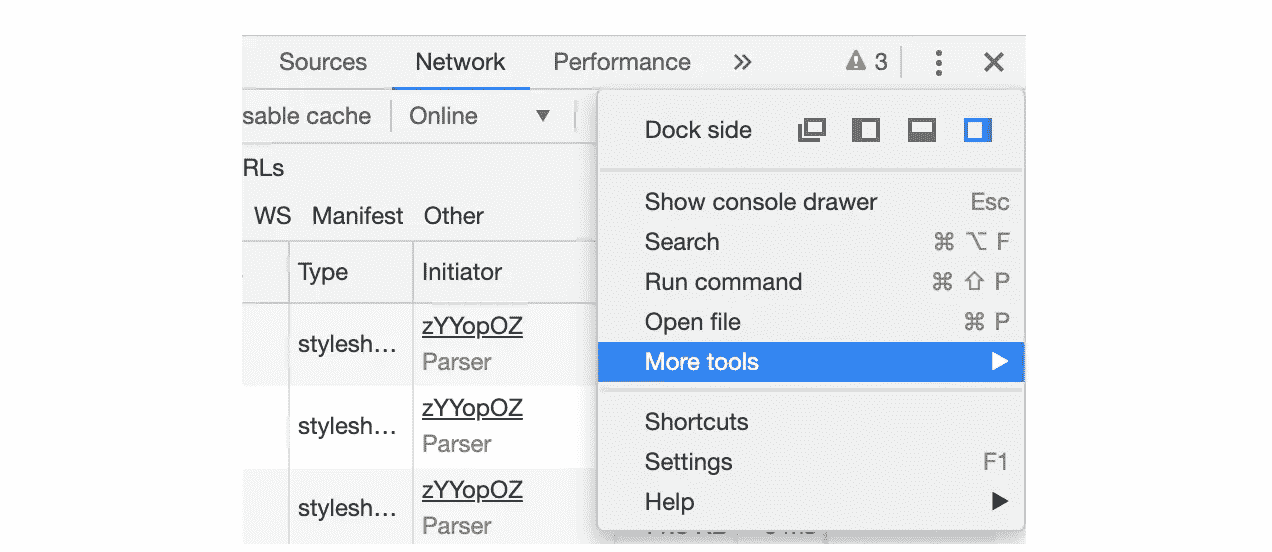 Sources Network Performance » 3
sable cache Online
Dock side
RLs
Show console drawer Esc
WS Manifest Other
Search ⌘ ⌥ F
Type Initiator
Run command ⌘ ⇧ P
Open file ⌘ P
stylesh… zYYopOZ
Parser
More tools
stylesh… zYYopOZ
Parser
Shortcuts
Settings F1
stylesh… zYYopOZ
Parser
Help